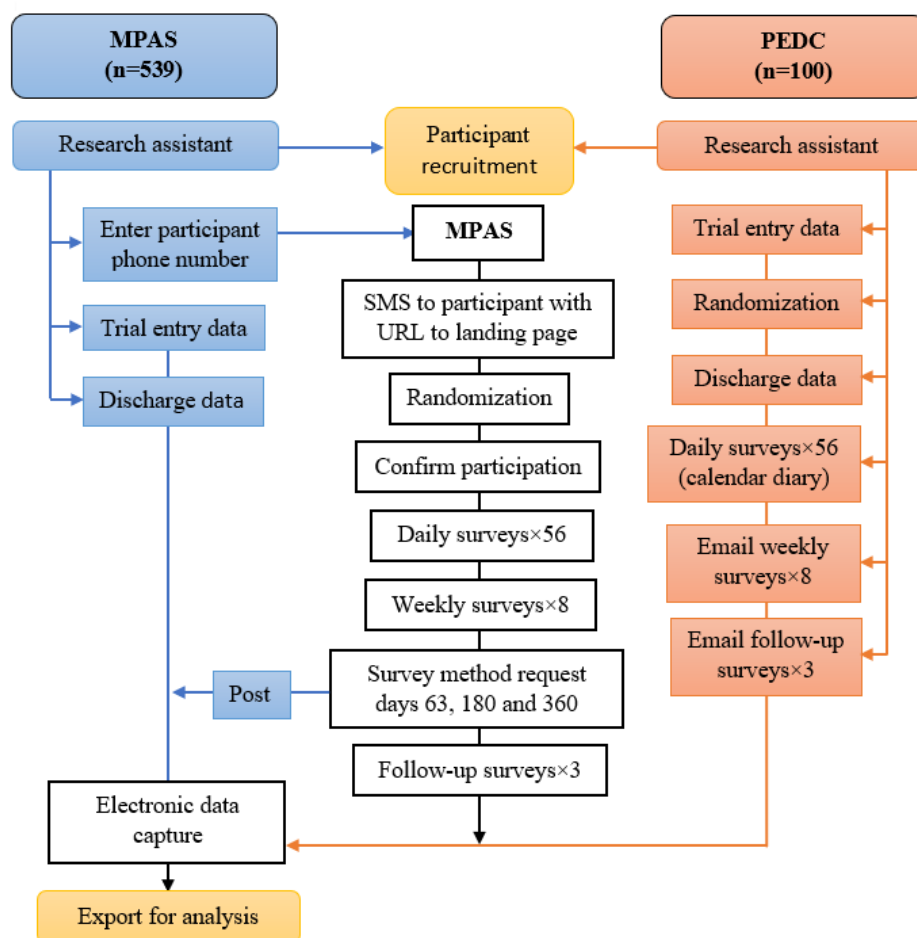 MPAS
(n=539)
PEDC
(n=100)
Research assistant
Participant
recruitment
Research assistant
Enter participant
phone number
MPAS
Trial entry data
SMS to participant with
URL to landing page
Randomization
Trial entry data
Discharge data
Randomization
Discharge data
Confirm participation
Daily surveys×56
(calendar diary)
Daily surveys×56
Email weekly
surveys×8
Weekly surveys×8
Email follow-up
surveys×3
Post
Survey method request
days 63, 180 and 360
Follow-up surveys×3
Electronic data
capture
Export for analysis